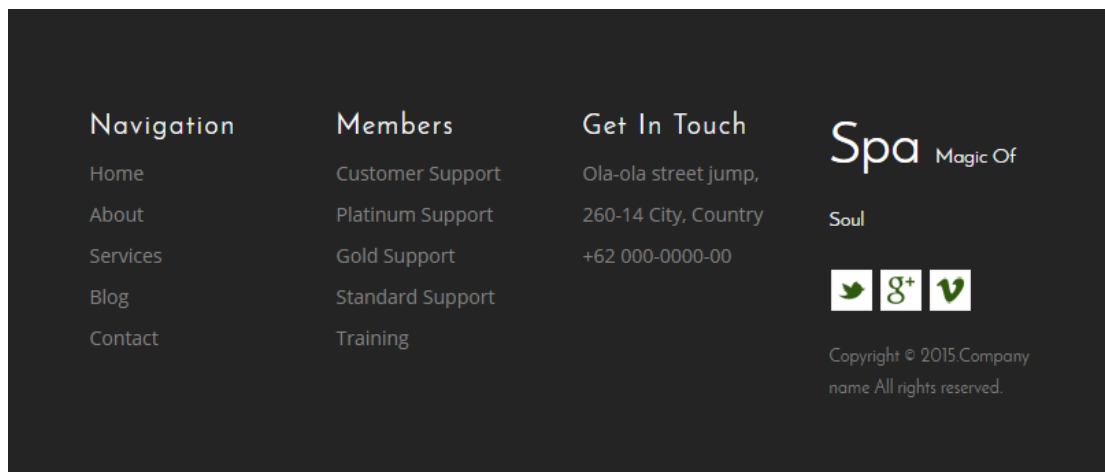 Navigation
Home
About
Services
Blog
Contact
Members
Customer Support
Platinum Support
Gold Support
Standard Support
Training
Get In Touch
Ola-ola street jump,
260-14 City, Country
+62 000-0000-00
Spa Magic Of
Soul
g+
Copyright © 2015.Company
name All rights reserved.